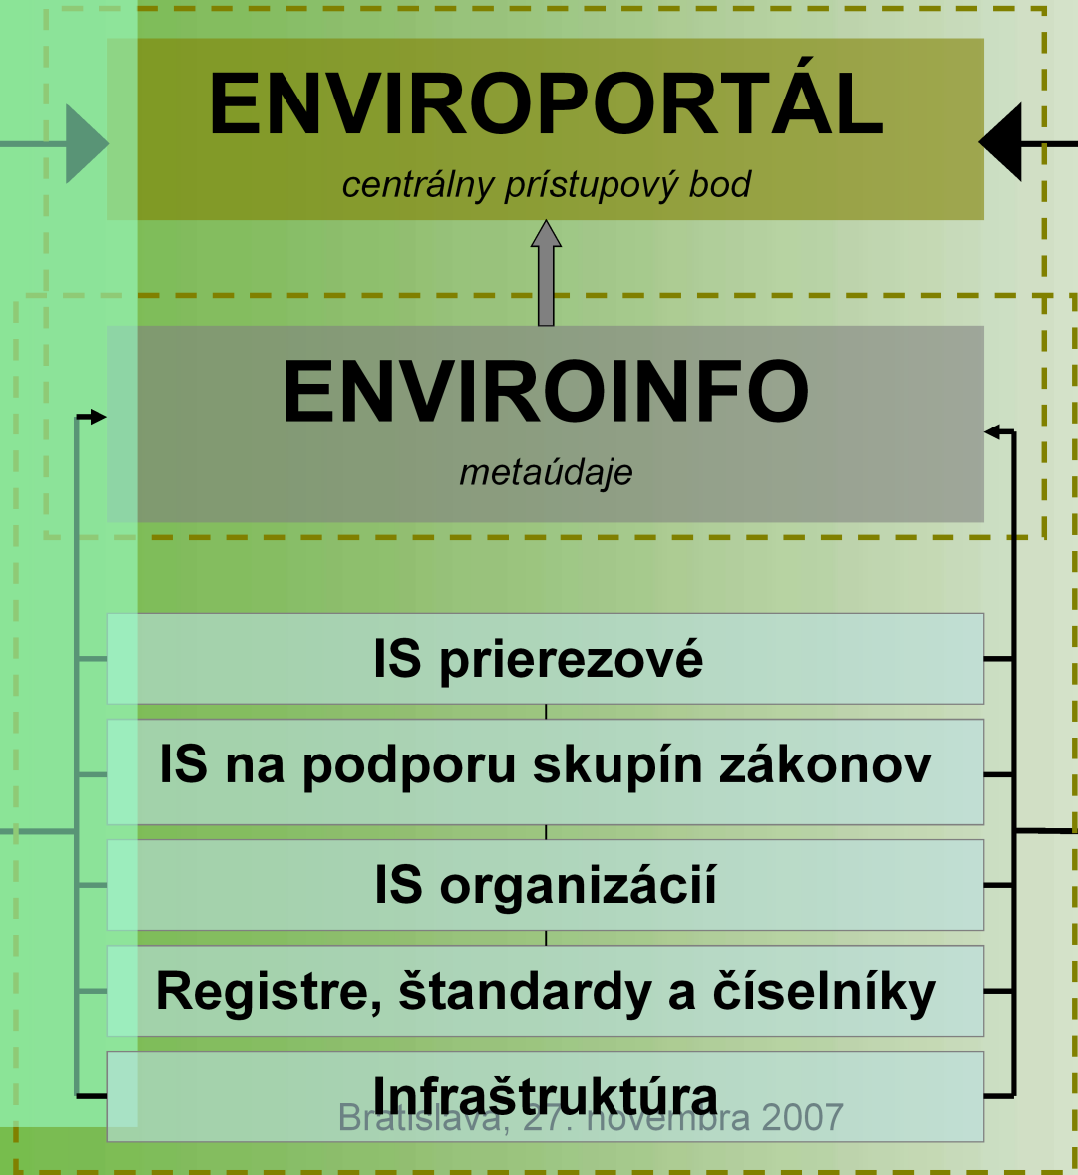 ENVIROPORTÁL
centrálny prístupový bod
ENVIROINFO
metaúdaje
IS prierezové
IS na podporu skupín zákonov
IS organizácií
Registre, štandardy a číselníky
Infraštruktúra
Bratislava, 27. novembra 2007